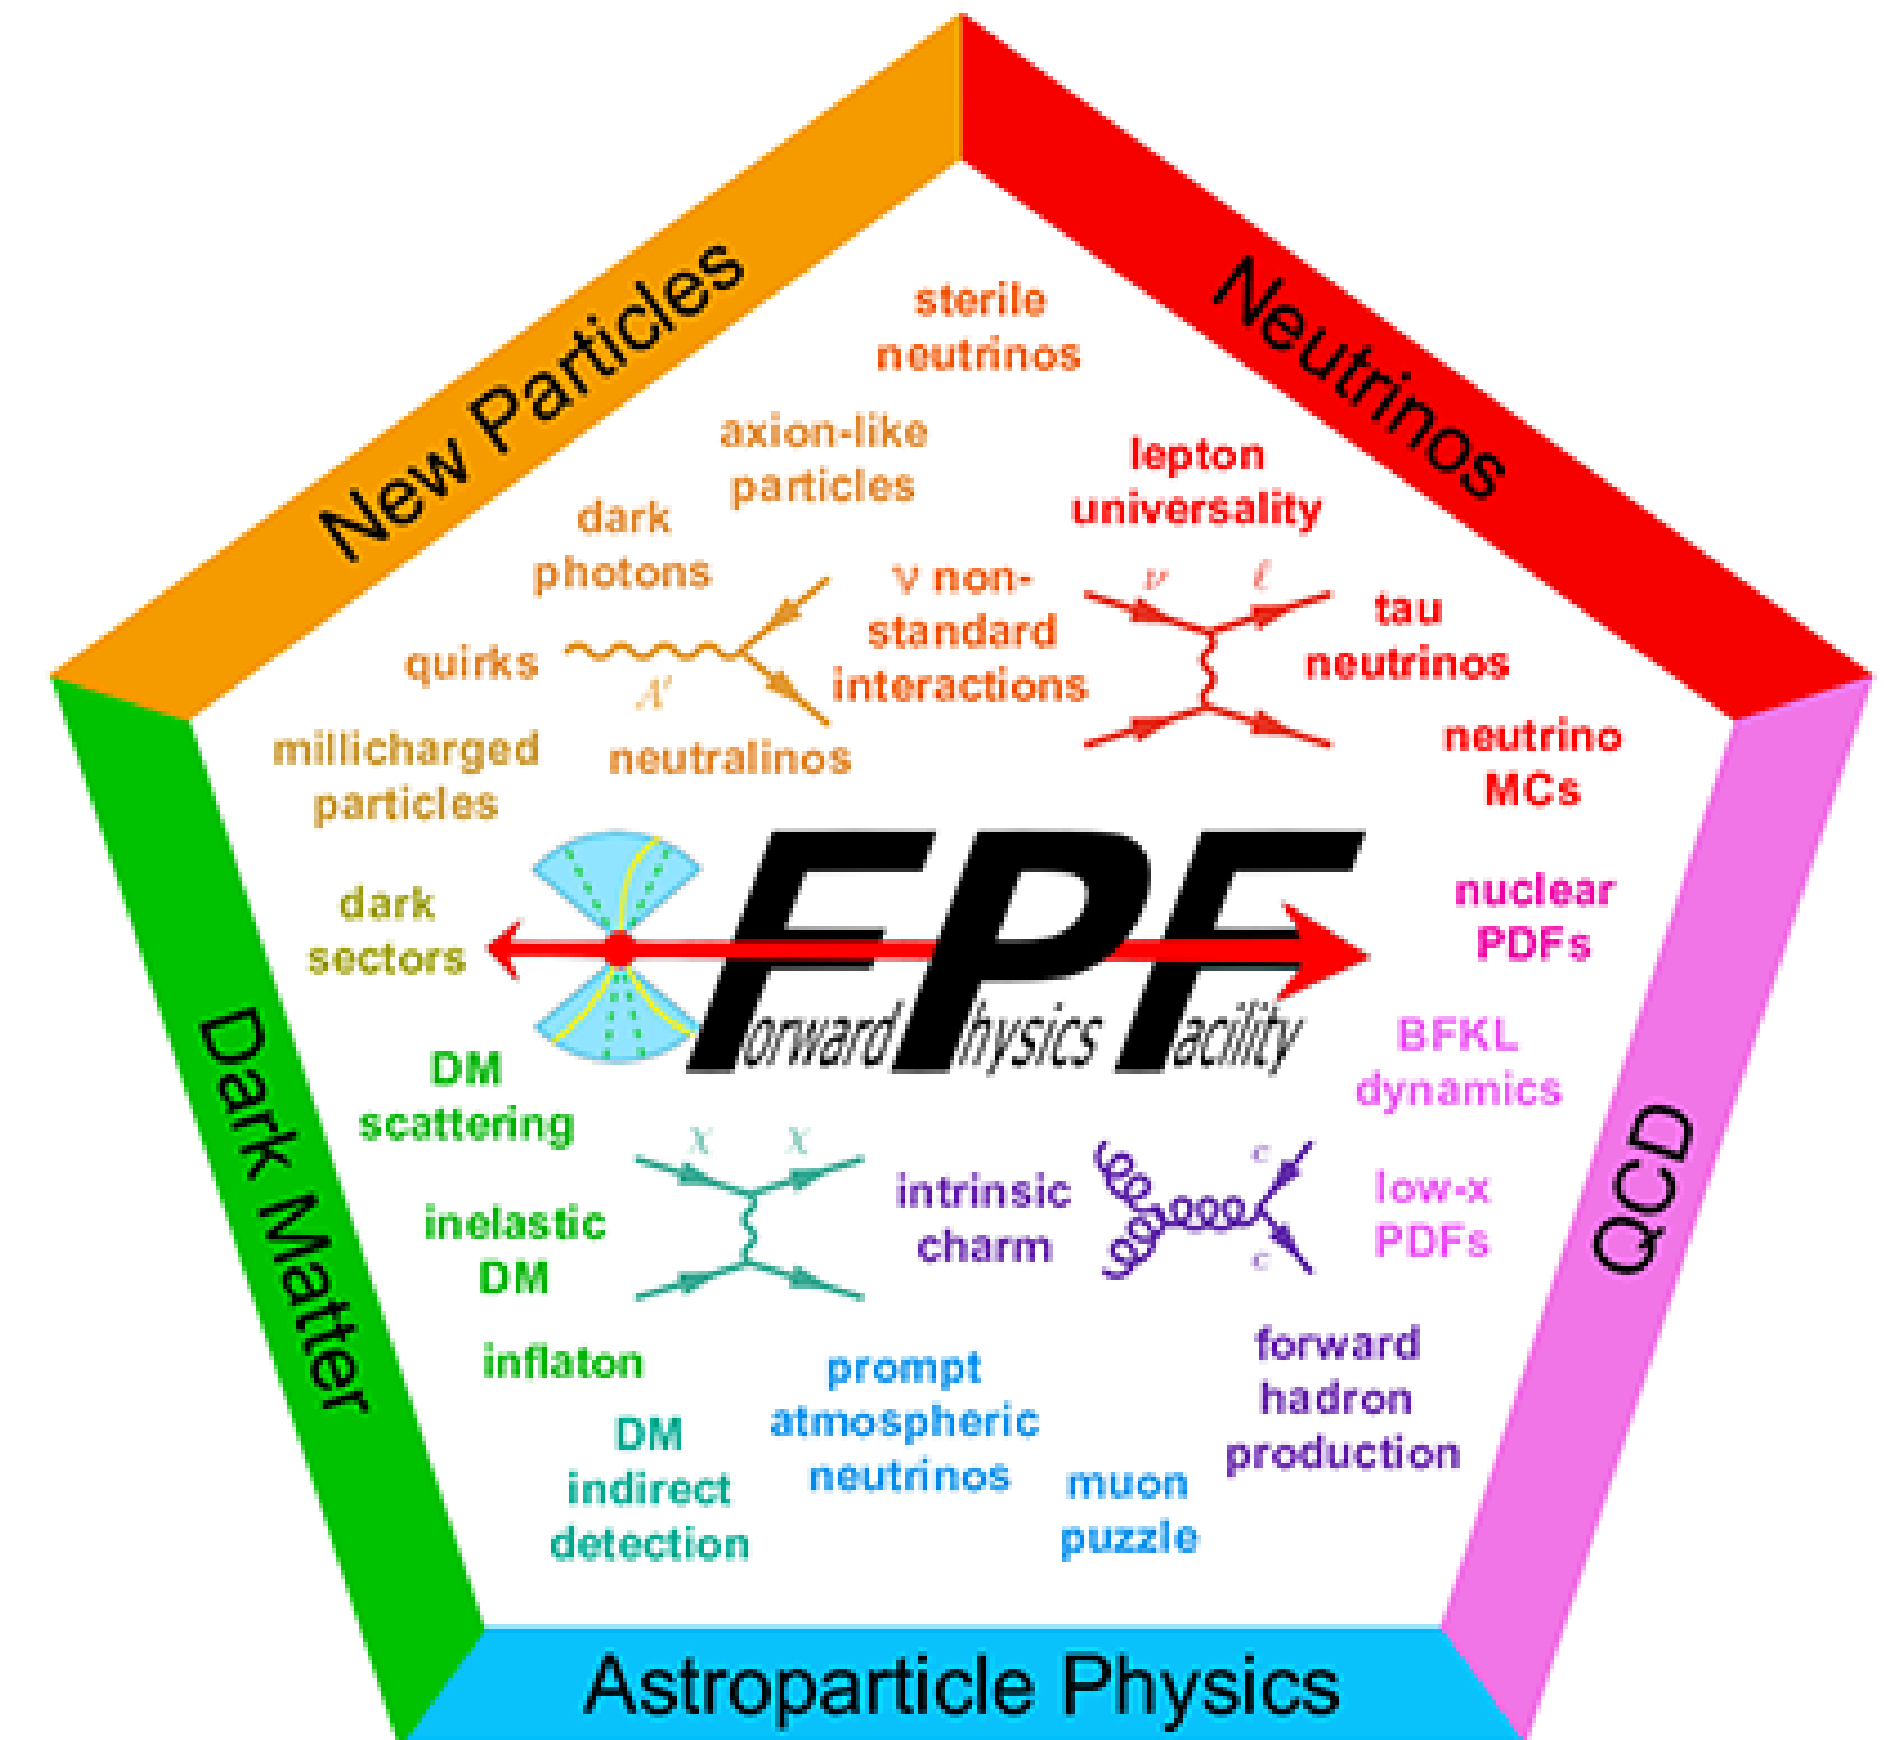 New Particles
Neutrinos
sterile
neutrinos
axion-like
particles
lepton
universality
dark
photons
ν non-
standard
interactions
ν
ℓ
tau
neutrinos
quirks
A'
neutralinos
millicharged
particles
neutrino
MCs
dark
sectors
FPF
Forward Physics Facility
nuclear
PDFs
BFKL
dynamics
Dark Matter
DM
scattering
χ
χ
inelastic
DM
intrinsic
charm
c
c
low-x
PDFs
QCD
inflaton
prompt
atmospheric
neutrinos
forward
hadron
production
DM
indirect
detection
muon
puzzle
Astroparticle Physics